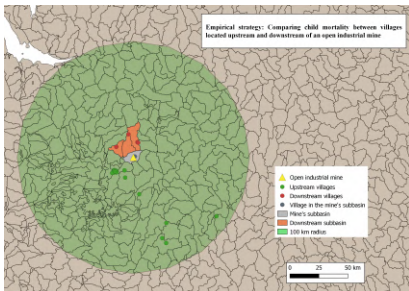 Empirical strategy: Comparing child mortality between villages
located upstream and downstream of an open industrial mine
Open industrial mine
Upstream villages
Downstream villages
Village in the mine's subbasin
Mine's subbasin
Downstream subbasin
100 km radius
0 25 50 km